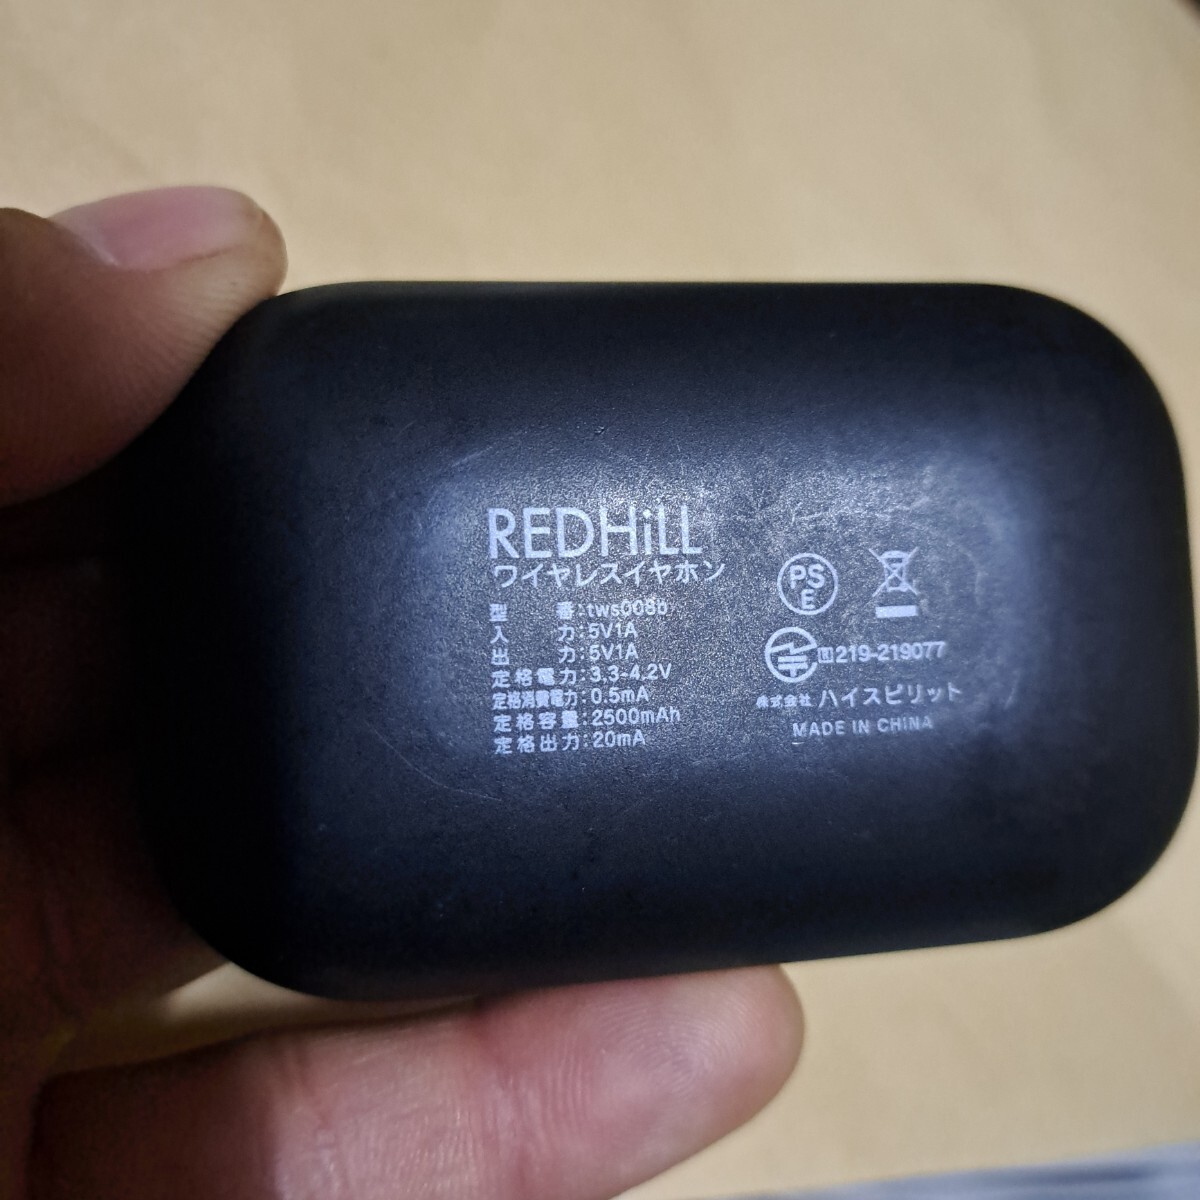 REDHiLL
ワイヤレスイヤホン
型番:tws008b
入力:5V1A
出力:5V1A
定格電力:3.3-4.2V
定格消費電力:0.5mA
定格容量:2500mAh
定格出力:20mA
PS
E
R 219-219077
株式会社 ハイスピリット
MADE IN CHINA